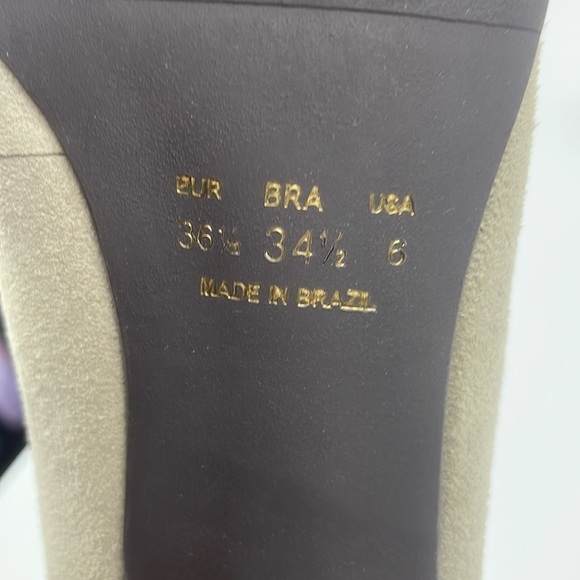 EUR BRA USA
36½ 34½ 6
MADE IN BRAZIL